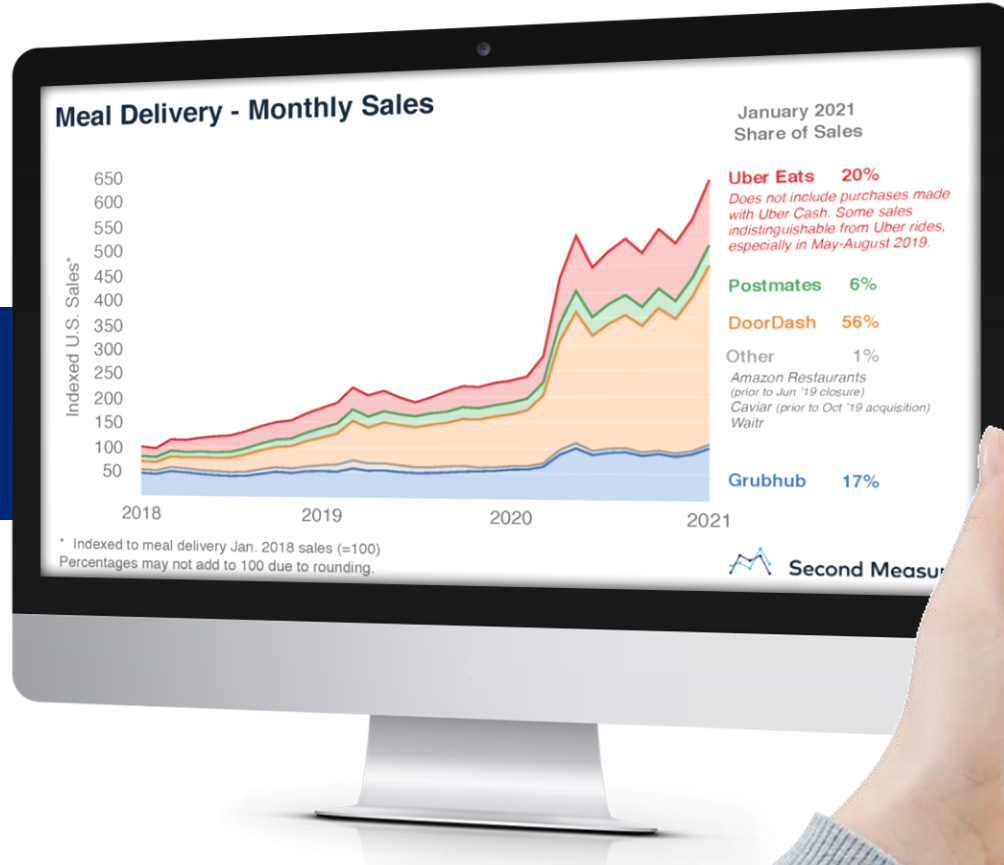 Meal Delivery - Monthly Sales
January 2021
Share of Sales
650
600
550
500
450
400
350
300
250
200
150
100
50
Indexed U.S. Sales*
2018
2019
2020
2021
Uber Eats 20%
Does not include purchases made
with Uber Cash. Some sales
indistinguishable from Uber rides,
especially in May-August 2019.
Postmates 6%
DoorDash 56%
Other 1%
Amazon Restaurants
(prior to Jun '19 closure)
Caviar (prior to Oct '19 acquisition)
Waitr
Grubhub 17%
* Indexed to meal delivery Jan. 2018 sales (=100)
Percentages may not add to 100 due to rounding.
Second